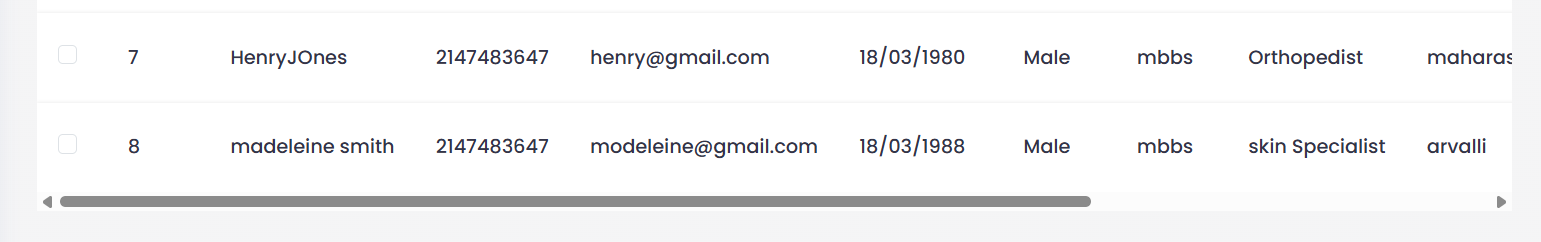 7 HenryJOnes 2147483647 henry@gmail.com 18/03/1980 Male mbbs Orthopedist maharas
8 madeleine smith 2147483647 modeleine@gmail.com 18/03/1988 Male mbbs skin Specialist arvalli